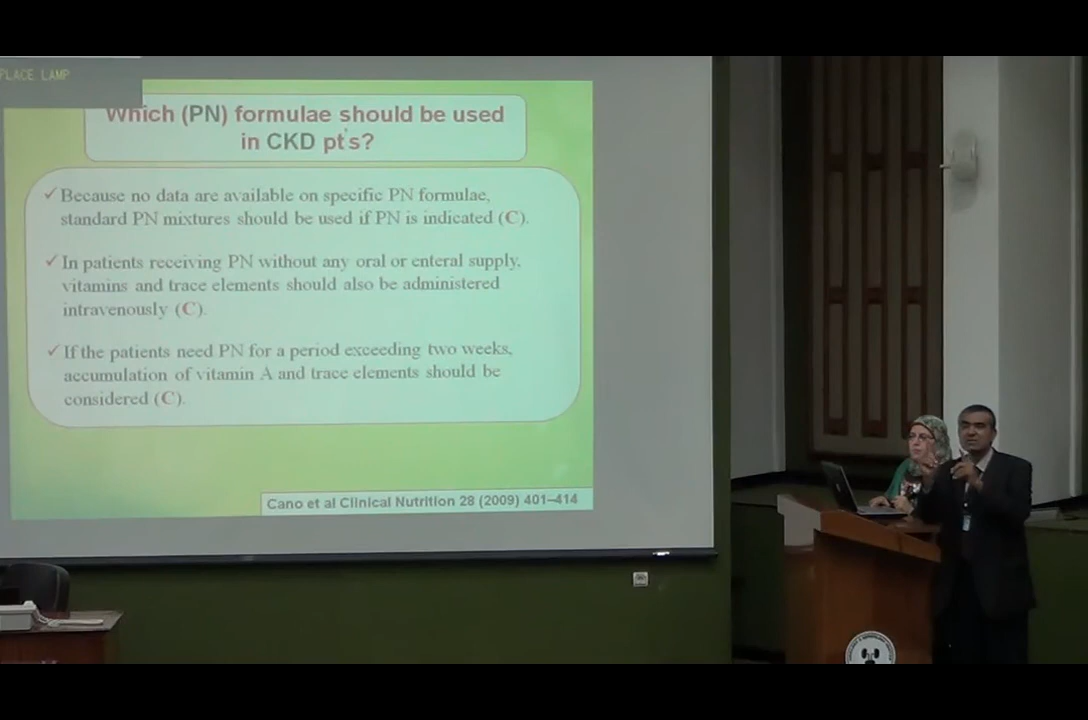 PLACE LAMP
Which (PN) formulae should be used
in CKD pt's?
✓Because no data are available on specific PN formulae,
standard PN mixtures should be used if PN is indicated (C).
✓In patients receiving PN without any oral or enteral supply,
vitamins and trace elements should also be administered
intravenously (C).
✓If the patients need PN for a period exceeding two weeks,
accumulation of vitamin A and trace elements should be
considered (C).
Cano et al Clinical Nutrition 28 (2009) 401–414